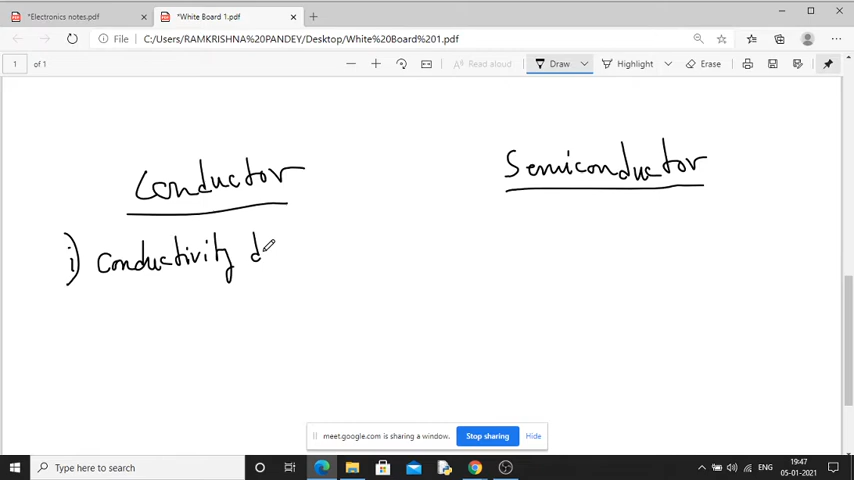 *Electronics notes.pdf
*White Board 1.pdf
File C:/Users/RAMKRISHNA%20PANDEY/Desktop/White%20Board%201.pdf
1 of 1 Read aloud Draw Highlight Erase
Conductor Semiconductor
i) Conductivity d
meet.google.com is sharing a window. Stop sharing Hide
Type here to search
ENG
19:47
05-01-2021